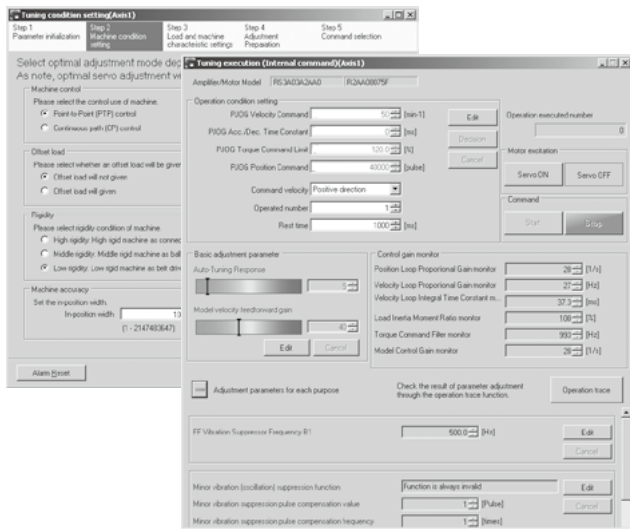 Tuning condition setting(Axis1)
Step 1
Parameter initialization
Step 2
Machine condition
setting
Step 3
Load and machine
characteristic settings
Step 4
Adjustment
Preparation
Step 5
Command selection
Select optimal adjustment mode dep
As note, optimal servo adjustment ve
Machine control
Please select the control use of machine.
Point-to-Point (PTP) control
Continuous path (CP) control
Offset load
Please select whether an offset load will be given
Offset load will not given
Offset load will given
Rigidity
Please select rigidity condition of machine.
High rigidity: High rigid machine as connec
Middle rigidity: Middle rigid machine as ball
Low rigidity: Low rigid machine as belt driv
Machine accuracy
Set the in-position width.
In-position width
10
(1 - 2147483647)
Alarm Reset
Tuning execution (Internal command)(Axis1)
Amplifier/Motor Model
RS3A03A2AA0
R2AA08075F
Operation condition setting
PJOG Velocity Command
50
[min-1]
PJOG Acc./Dec. Time Constant
0
[ms]
PJOG Torque Command Limit
120.0
[%]
PJOG Position Command
40000
[pulse]
Command velocity
Positive direction
Operated number
1
Rest time
1000
[ms]
Edit
Decision
Cancel
Operation executed number
0
Motor excitation
Servo ON
Servo OFF
Command
Start
Stop
Basic adjustment parameter
Auto-Tuning Response
5
Model velocity feedforward gain
40
Edit
Cancel
Control gain monitor
Position Loop Proporional Gain monitor
28
[1/s]
Velocity Loop Proporional Gain monitor
27
[Hz]
Velocity Loop Integral Time Constant m...
37.3
[ms]
Load Inertia Moment Ratio monitor
100
[%]
Torque Command Filter monitor
993
[Hz]
Model Control Gain monitor
28
[1/s]
Adjustment parameters for each purpose
Check the result of parameter adjustment
through the operation trace function.
Operation trace
FF Vibration Suppressor Frequency B1
500.0
[Hz]
Edit
Cancel
Minor vibration (oscillation) suppression function
Function is always invalid
Edit
Minor vibration suppression pulse compensation value
1
[Pulse]
Cancel
Minor vibration suppression pulse compensation frequency
1
[times]